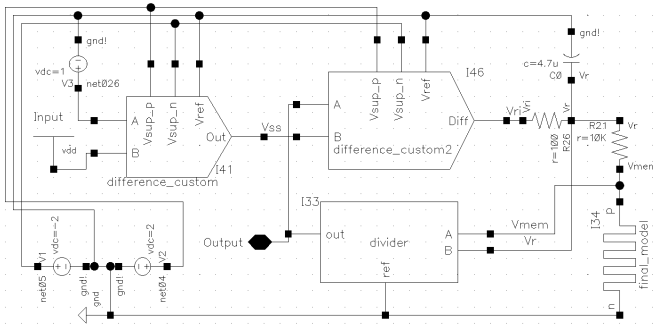 gnd!
vdc=1
V3
net026
Input
vdd
A
B
Vsup_p
Vsup_n
Vref
Out
I41
difference_custom
Vss
A
B
Vsup_p
Vsup_n
Vref
I46
Diff
difference_custom2
Vri
Vri
r=100
R26
gnd!
c=4.7u
C0
Vr
Vr
R21
r=10K
Vr
Vmem
I33
out
divider
A
B
ref
Vmem
Vr
Output
I34
p
final_model
n
V1
vdc=-2
net05
gnd!
gnd
gnd!
vdc=2
V2
net04